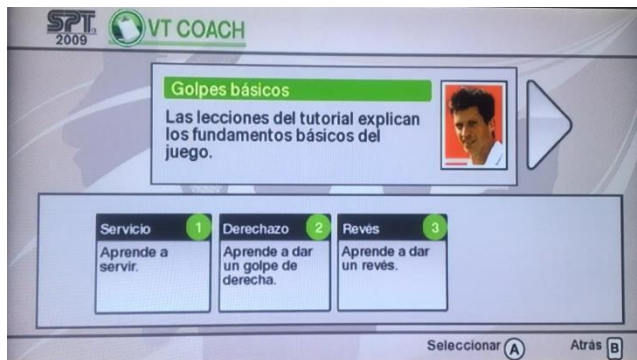 SPT 2009
VT COACH
Golpes básicos
Las lecciones del tutorial explican
los fundamentos básicos del
juego.
Servicio 1
Aprende a
servir.
Derechazo 2
Aprende a dar
un golpe de
derecha.
Revés 3
Aprende a dar
un revés.
Seleccionar A
Atrás B